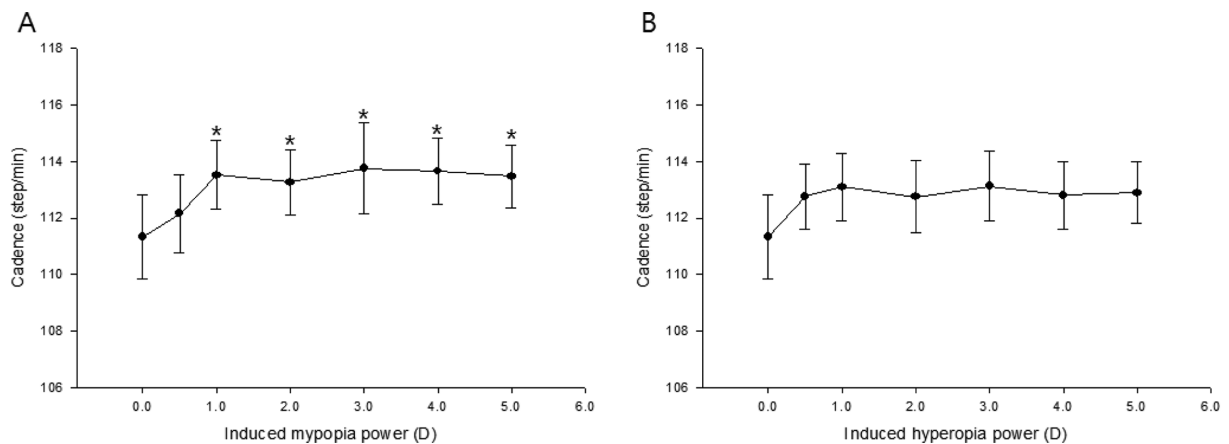 A
118
116
114
112
110
108
106
Cadence (step/min)
* * * * *
0.0 1.0 2.0 3.0 4.0 5.0 6.0
Induced mypopia power (D)
B
118
116
114
112
110
108
106
Cadence (step/min)
0.0 1.0 2.0 3.0 4.0 5.0 6.0
Induced hyperopia power (D)